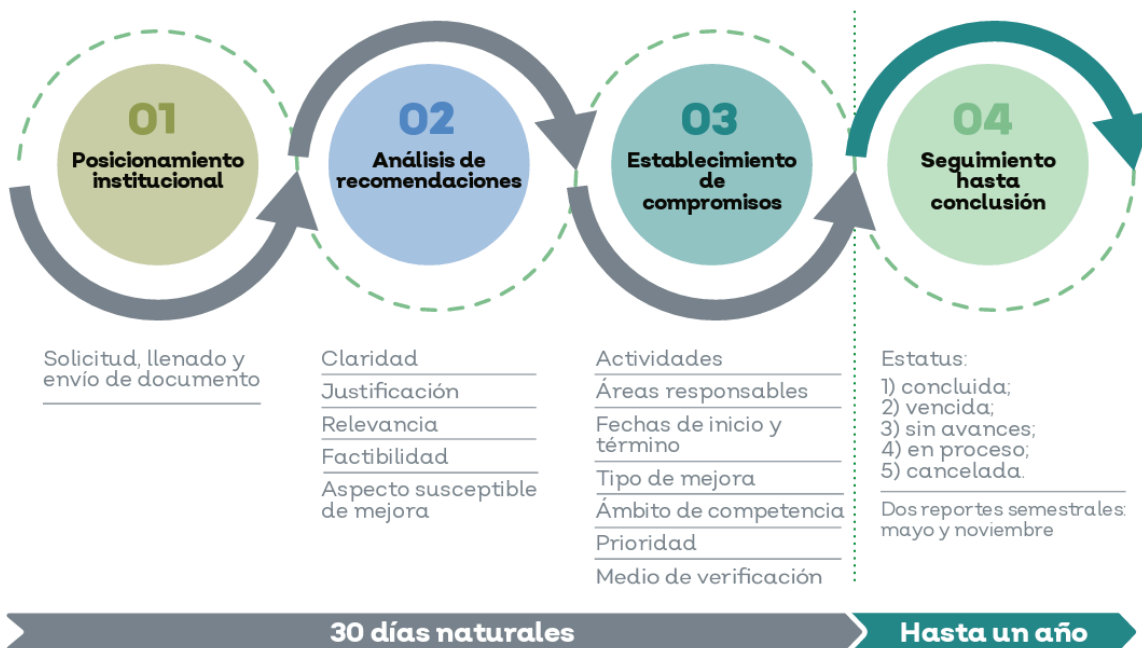 01
Posicionamiento
institucional
02
Análisis de
recomendaciones
03
Establecimiento
de
compromisos
04
Seguimiento
hasta
conclusión
Solicitud, llenado y
envío de documento
Claridad
Justificación
Relevancia
Factibilidad
Aspecto susceptible
de mejora
Actividades
Áreas responsables
Fechas de inicio y
término
Tipo de mejora
Ámbito de competencia
Prioridad
Medio de verificación
Estatus:
1) concluida;
2) vencida;
3) sin avances;
4) en proceso;
5) cancelada.
Dos reportes semestrales:
mayo y noviembre
30 días naturales
Hasta un año